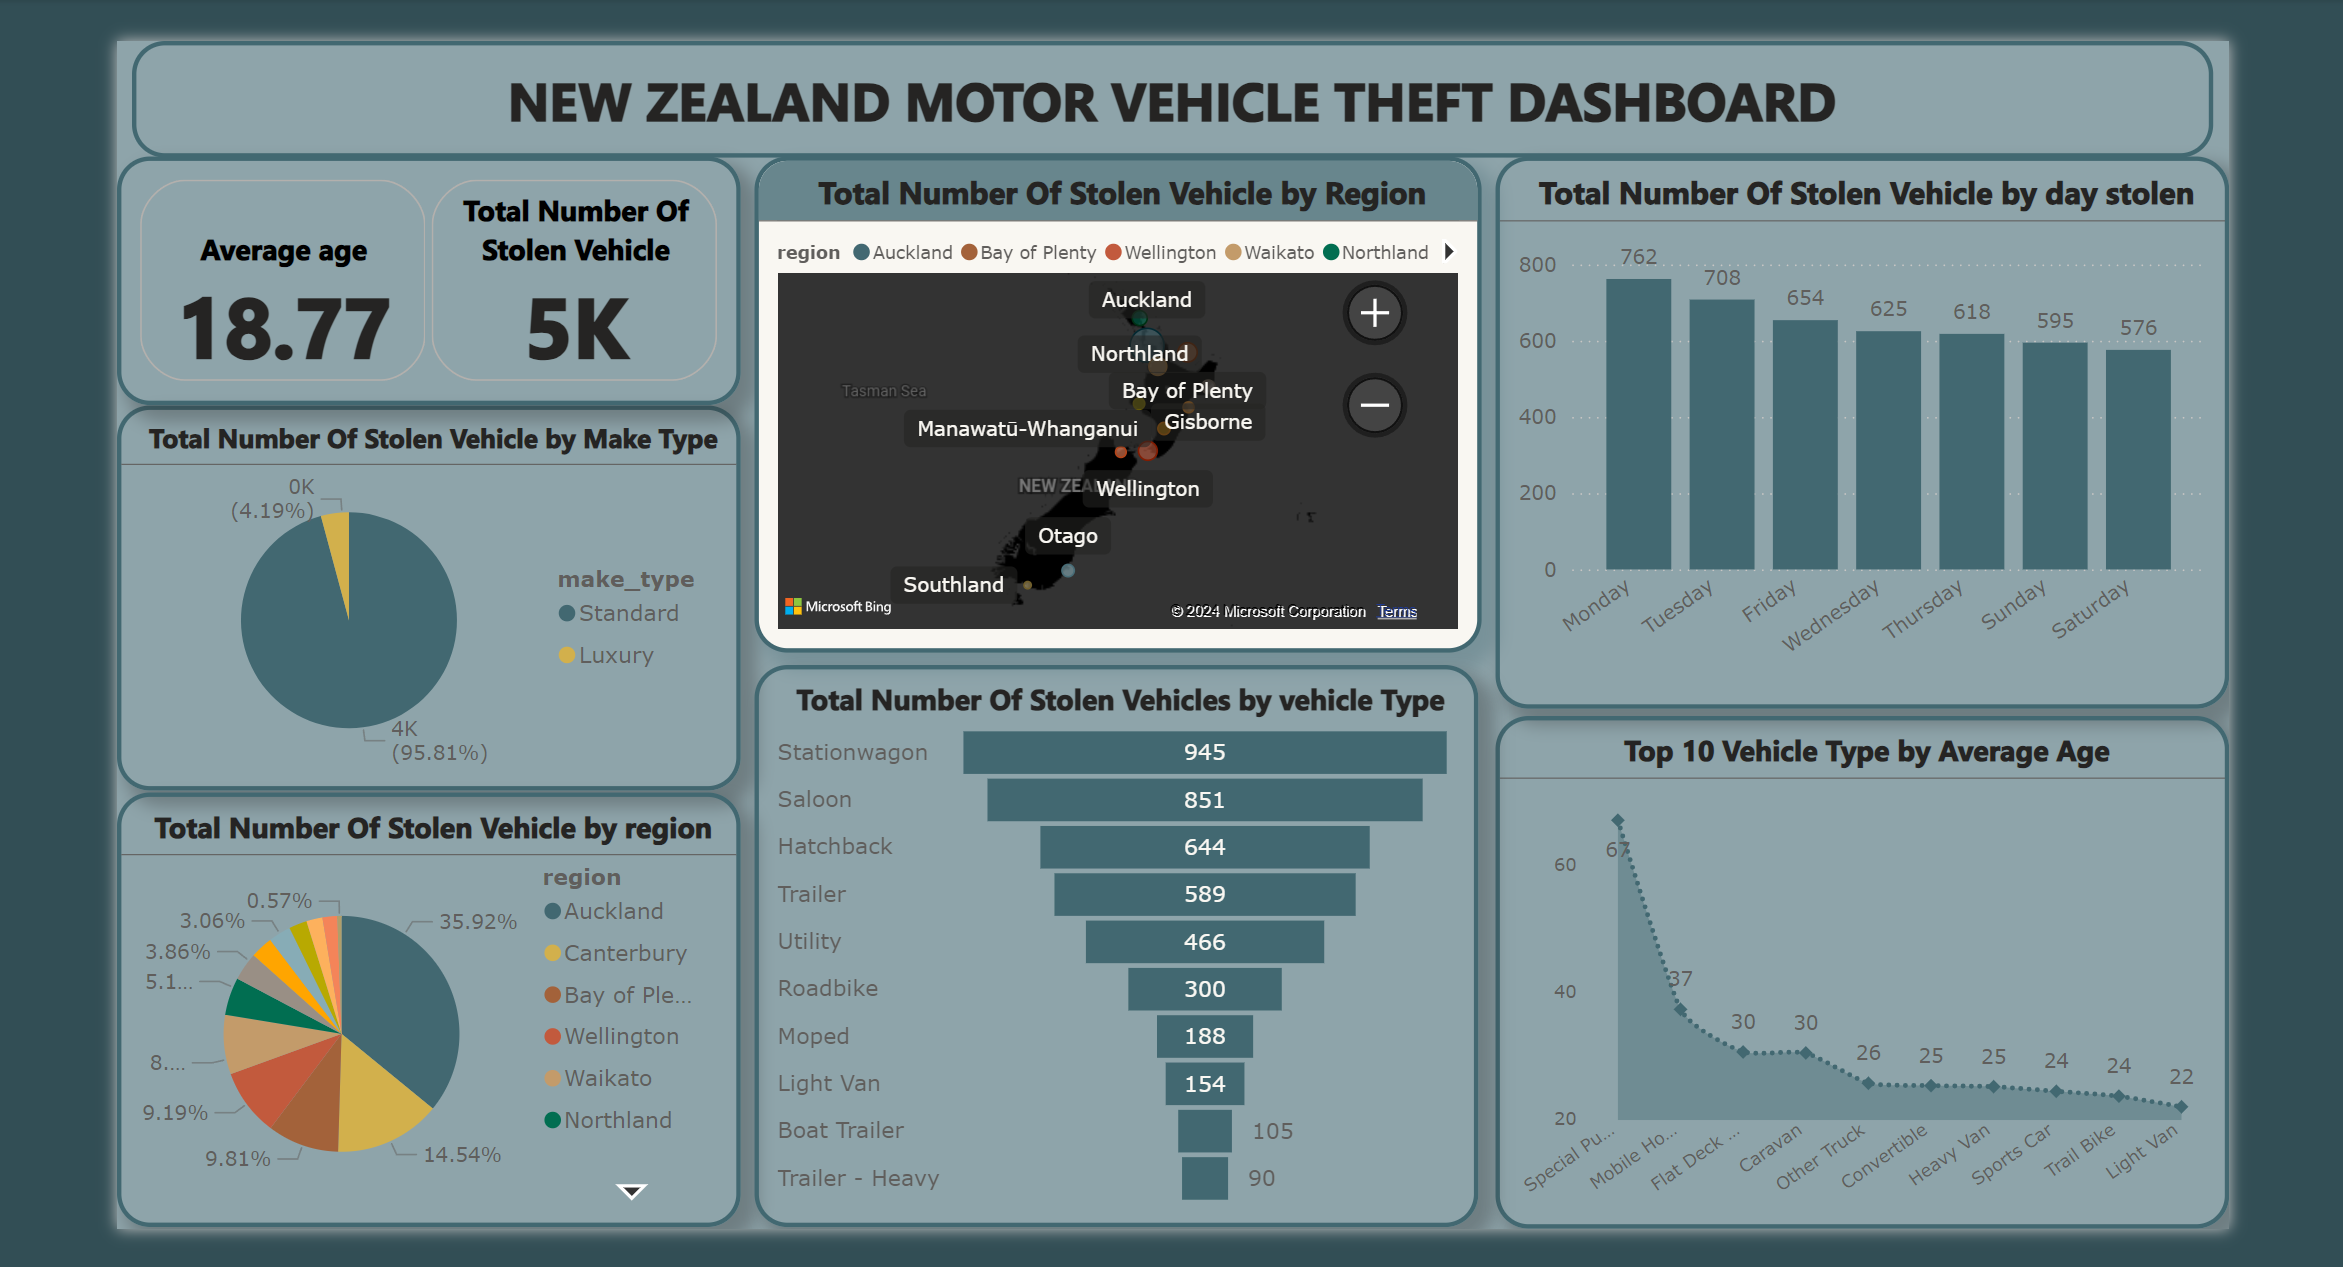 NEW ZEALAND MOTOR VEHICLE THEFT DASHBOARD
Average age
18.77
Total Number Of
Stolen Vehicle
5K
Total Number Of Stolen Vehicle by Make Type
0K
(4.19%)
4K
(95.81%)
make_type
Standard
Luxury
Total Number Of Stolen Vehicle by region
0.57%
3.06%
3.86%
5.1...
8....
9.19%
9.81%
14.54%
35.92%
region
Auckland
Canterbury
Bay of Ple...
Wellington
Waikato
Northland
Total Number Of Stolen Vehicle by Region
region Auckland Bay of Plenty Wellington Waikato Northland
Auckland
Northland
Tasman Sea
Bay of Plenty
Gisborne
Manawatū-Whanganui
NEW ZEAL
Wellington
Otago
Southland
Microsoft Bing
© 2024 Microsoft Corporation Terms
Total Number Of Stolen Vehicles by vehicle Type
Stationwagon 945
Saloon 851
Hatchback 644
Trailer 589
Utility 466
Roadbike 300
Moped 188
Light Van 154
Boat Trailer 105
Trailer - Heavy 90
Total Number Of Stolen Vehicle by day stolen
800
600
400
200
0
762
708
654
625
618
595
576
Monday
Tuesday
Friday
Wednesday
Thursday
Sunday
Saturday
Top 10 Vehicle Type by Average Age
60
40
20
67
37
30
30
26
25
25
24
24
22
Special Pu...
Mobile Ho...
Flat Deck ...
Caravan
Other Truck
Convertible
Heavy Van
Sports Car
Trail Bike
Light Van